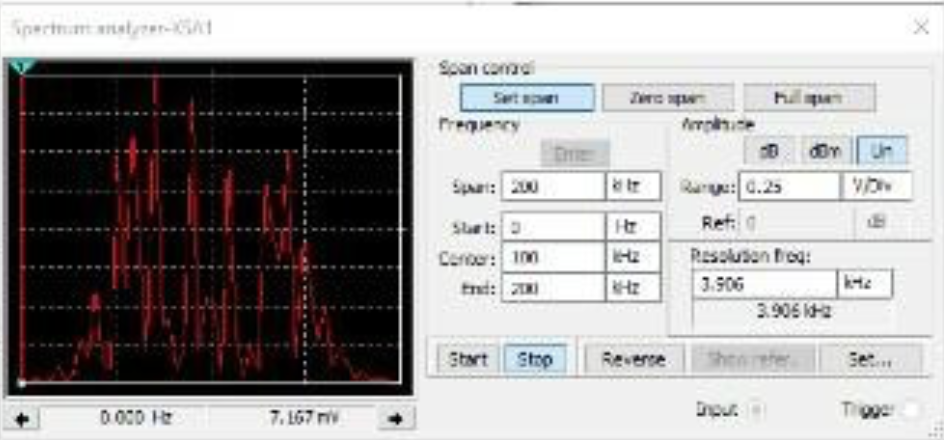 Spectrum analyzer-XSA1
1
Span control
Set span Zero span Full span
Frequency
Enter
Span: 200 kHz
Start: 0 Hz
Center: 100 kHz
End: 200 kHz
Amplitude
dB dBm Lin
Range: 0.25 V/Div
Ref: 0 dB
Resolution freq:
3.906 kHz
3.906 kHz
Start Stop Reverse Show refer... Set...
0.000 Hz 7.167 mV
Input Trigger